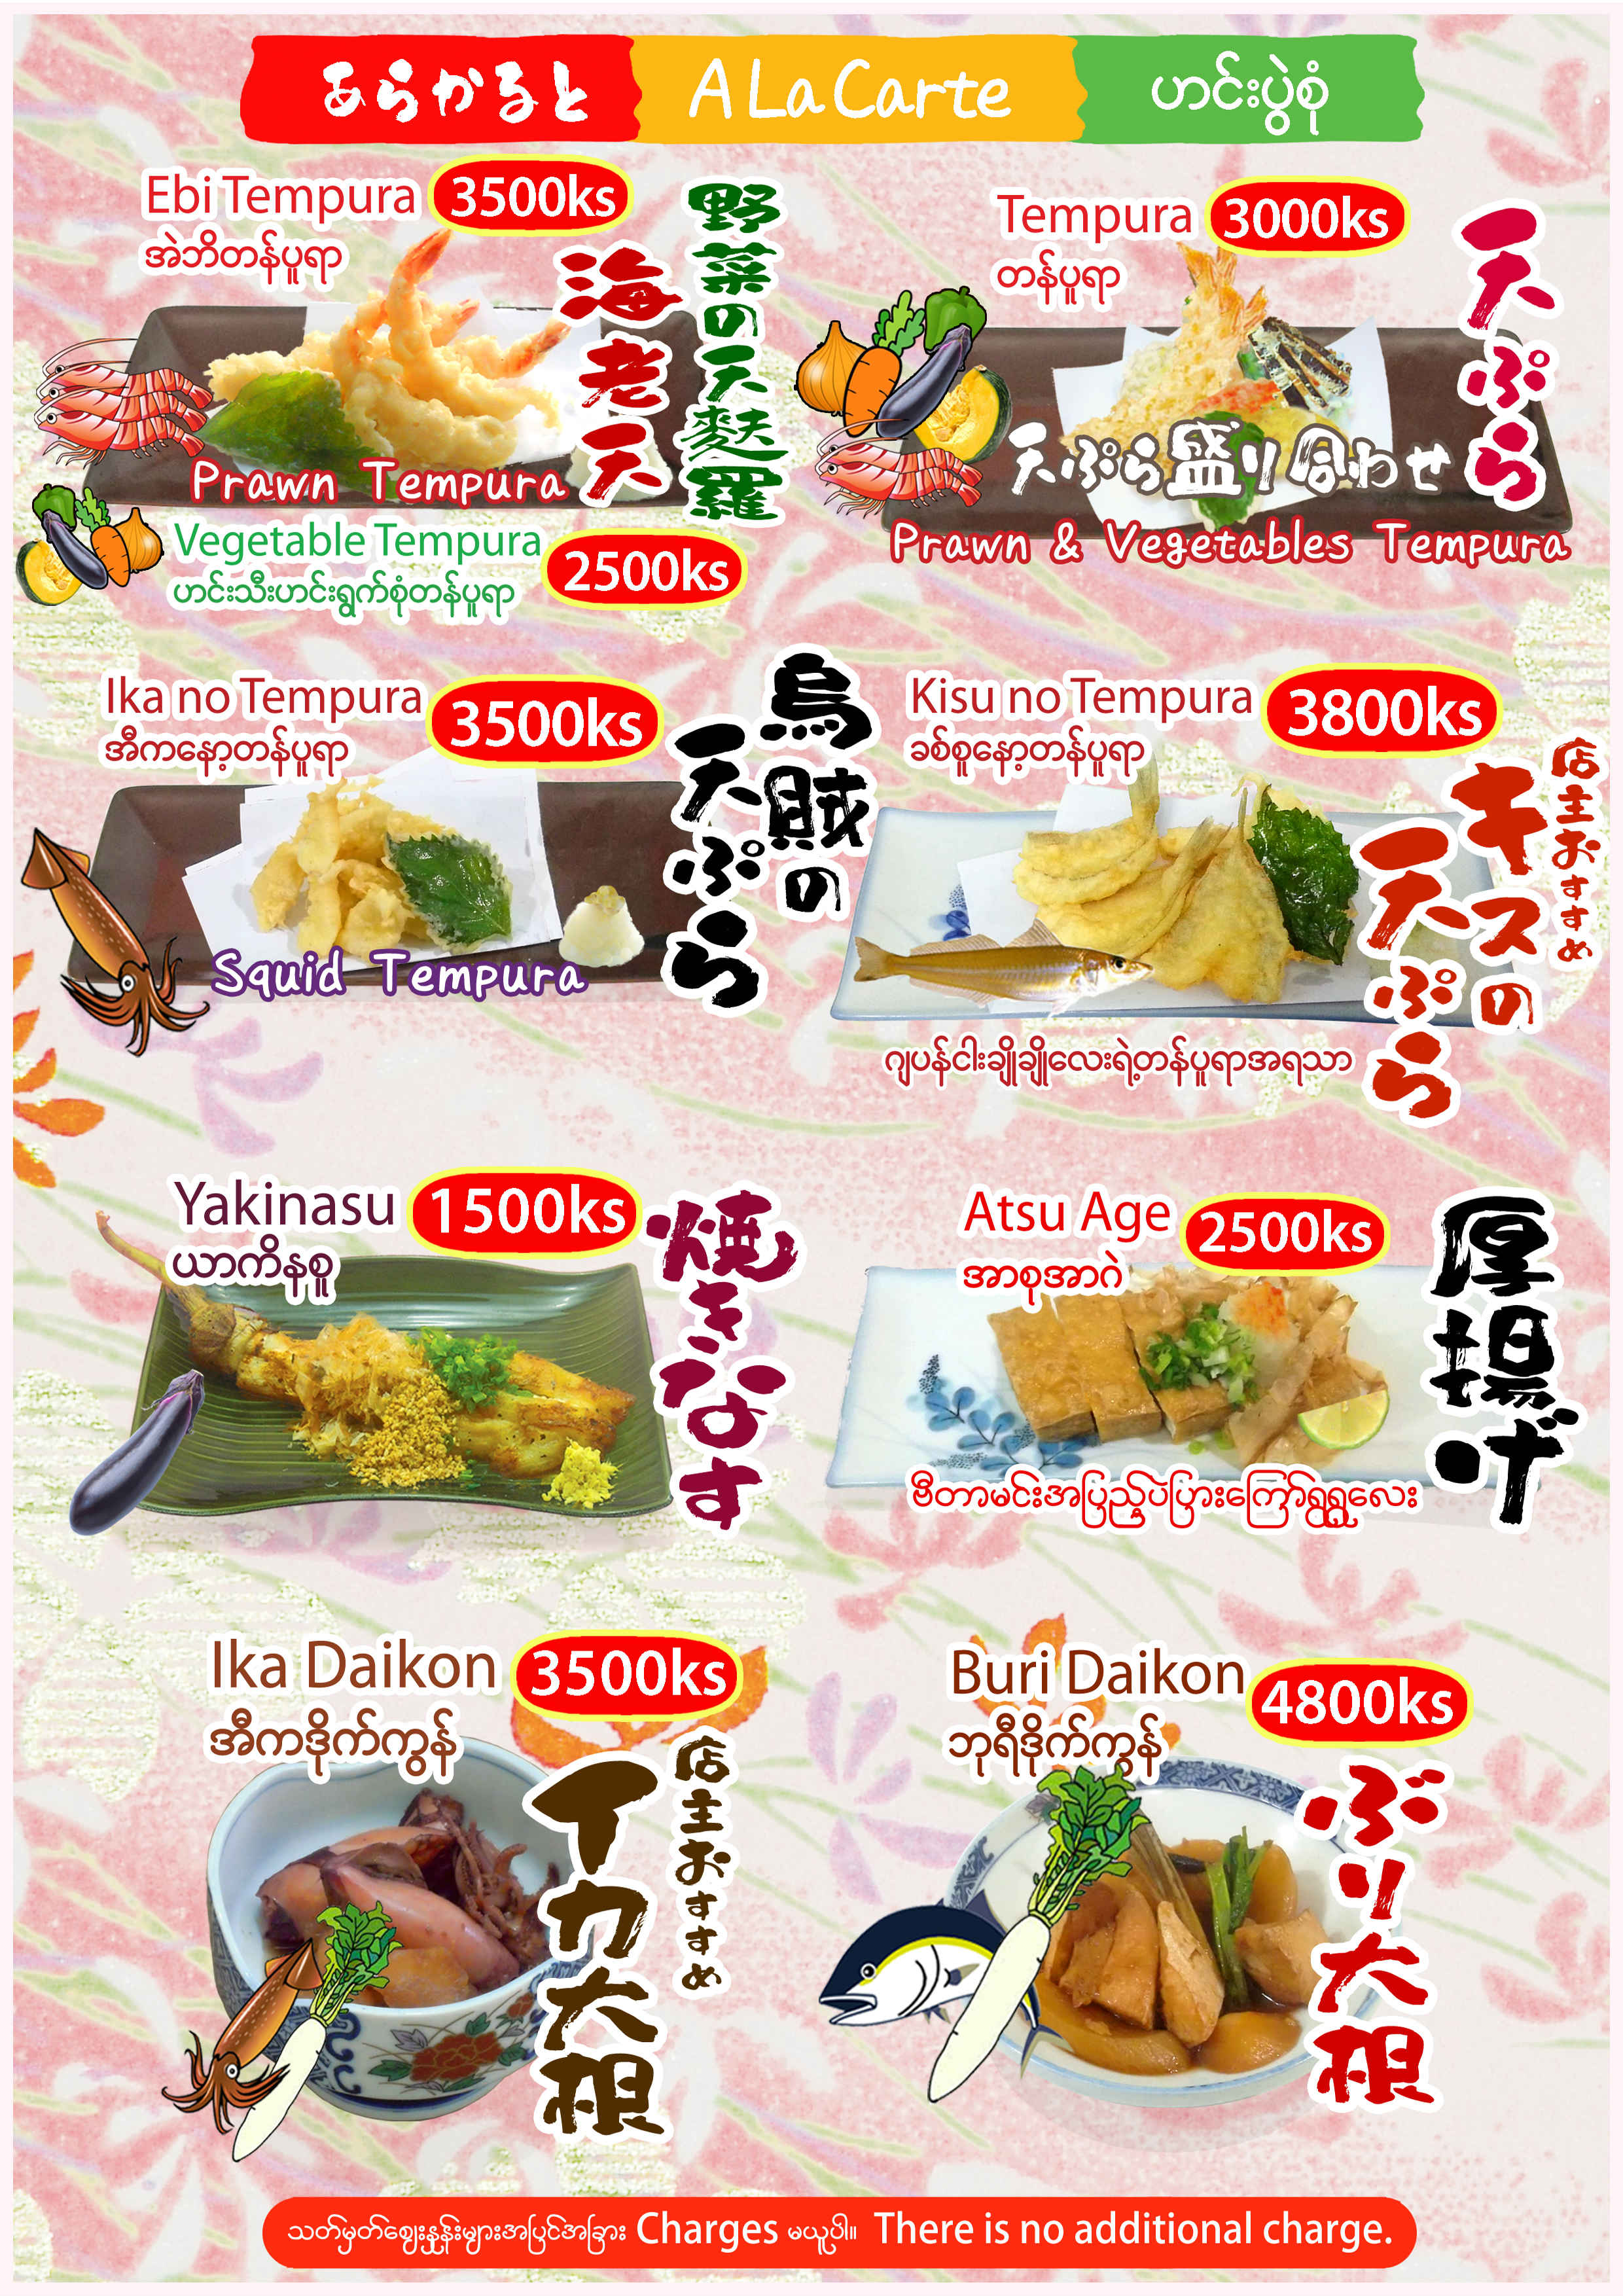 あらかると
A La Carte
ဟင်းပွဲစုံ
Ebi Tempura 3500ks
အဲဘိတန်ပူရာ
海老天
野菜の天麩羅
Prawn Tempura
Vegetable Tempura
ဟင်းသီးဟင်းရွက်စုံတန်ပူရာ
2500ks
Tempura 3000ks
တန်ပူရာ
天ぷら
天ぷら盛り合わせ
Prawn & Vegetables Tempura
Ika no Tempura 3500ks
အီကနော့တန်ပူရာ
烏賊の
天ぷら
Squid Tempura
Kisu no Tempura 3800ks
ခစ်စူနော့တန်ပူရာ
店主おすすめ
キスの
天ぷら
ဂျပန်ငါးချိုချိုလေးရဲ့တန်ပူရာအရသာ
Yakinasu 1500ks
ယာကိနစူ
焼きなす
Atsu Age 2500ks
အာစုအာဂဲ
厚揚げ
ဗီတာမင်းအပြည့်ပဲပြားကြော်ရွရွလေး
Ika Daikon 3500ks
အီကဒိုက်ကွန်
店主おすすめ
イカ大根
Buri Daikon 4800ks
ဘုရီဒိုက်ကွန်
ぶり大根
သတ်မှတ်ဈေးနှုန်းများအပြင်အခြား Charges မယူပါ။ There is no additional charge.